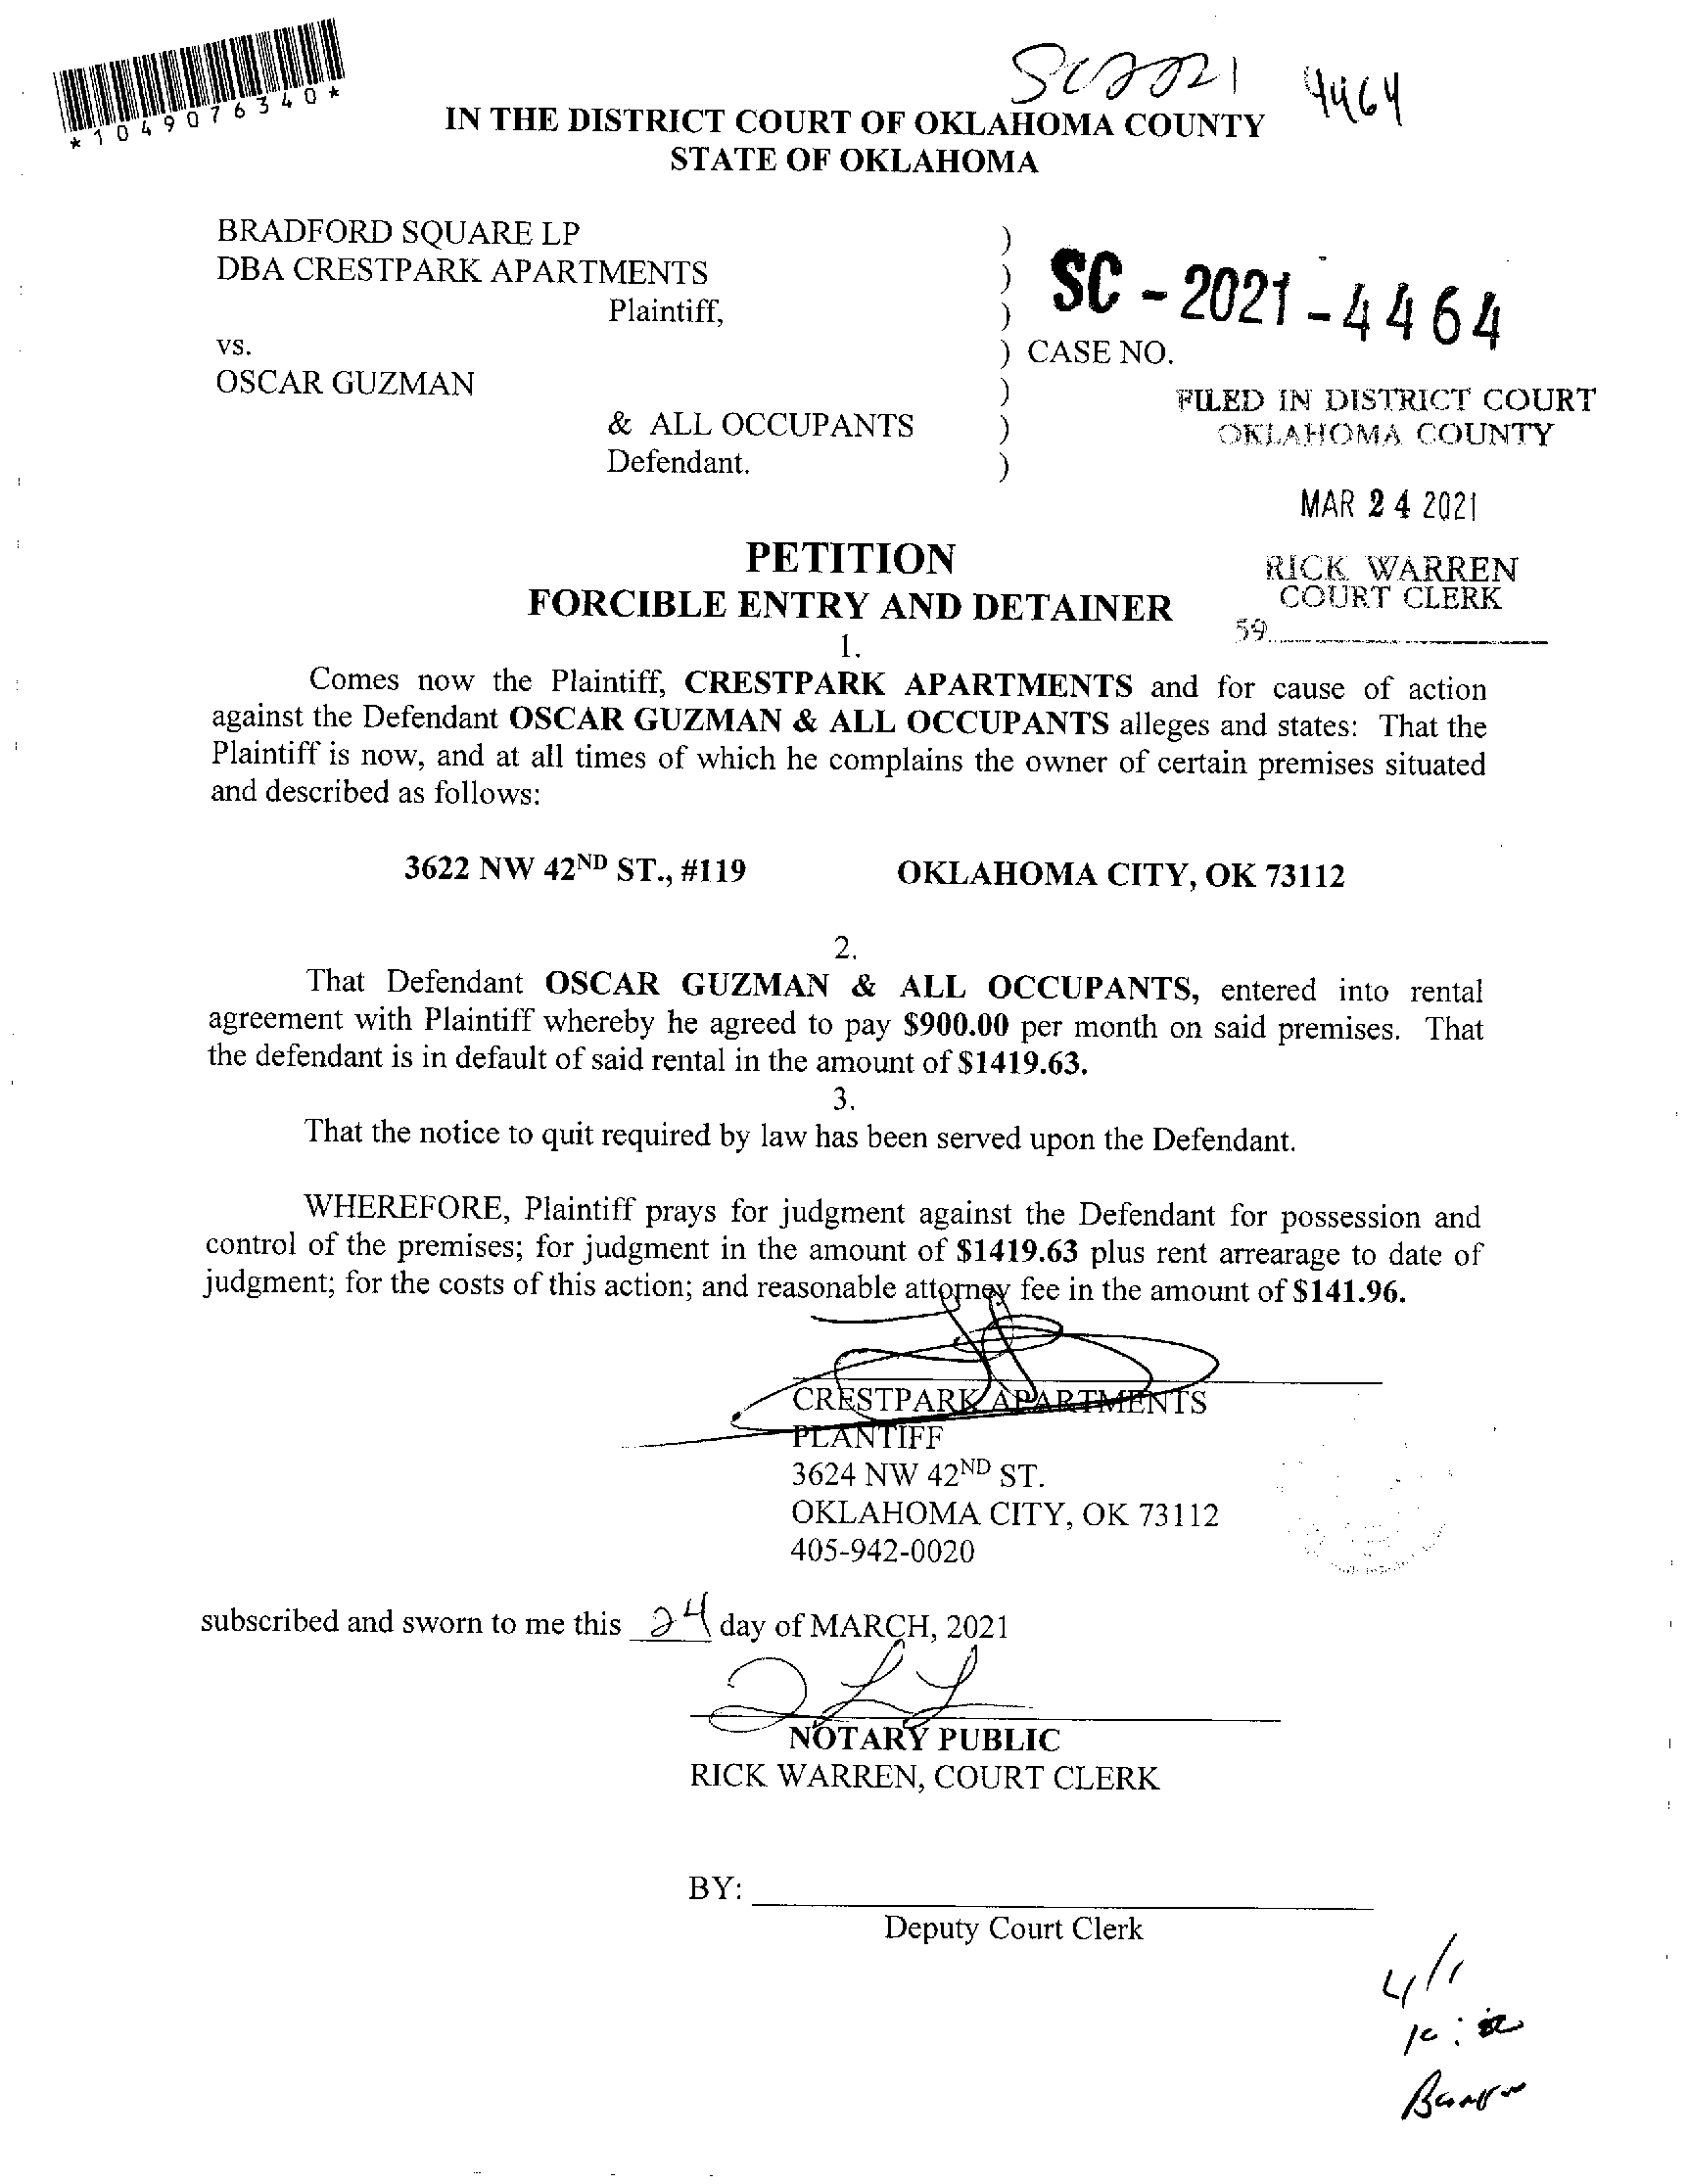 *1049076340*
SC2021 4464
IN THE DISTRICT COURT OF OKLAHOMA COUNTY
STATE OF OKLAHOMA
BRADFORD SQUARE LP )
DBA CRESTPARK APARTMENTS )
Plaintiff, )
SC-2021-4464
vs. ) CASE NO.
OSCAR GUZMAN )
& ALL OCCUPANTS )
Defendant. )
FILED IN DISTRICT COURT
OKLAHOMA COUNTY
MAR 24 2021
RICK WARREN
COURT CLERK
59
PETITION
FORCIBLE ENTRY AND DETAINER
1.
Comes now the Plaintiff, CRESTPARK APARTMENTS and for cause of action
against the Defendant OSCAR GUZMAN & ALL OCCUPANTS alleges and states: That the
Plaintiff is now, and at all times of which he complains the owner of certain premises situated
and described as follows:
3622 NW 42ND ST., #119 OKLAHOMA CITY, OK 73112
2.
That Defendant OSCAR GUZMAN & ALL OCCUPANTS, entered into rental
agreement with Plaintiff whereby he agreed to pay $900.00 per month on said premises. That
the defendant is in default of said rental in the amount of $1419.63.
3.
That the notice to quit required by law has been served upon the Defendant.
WHEREFORE, Plaintiff prays for judgment against the Defendant for possession and
control of the premises; for judgment in the amount of $1419.63 plus rent arrearage to date of
judgment; for the costs of this action; and reasonable attorney fee in the amount of $141.96.
CRESTPARK APARTMENTS
PLANTIFF
3624 NW 42ND ST.
OKLAHOMA CITY, OK 73112
405-942-0020
subscribed and sworn to me this 24 day of MARCH, 2021
NOTARY PUBLIC
RICK WARREN, COURT CLERK
BY:
Deputy Court Clerk
4/1